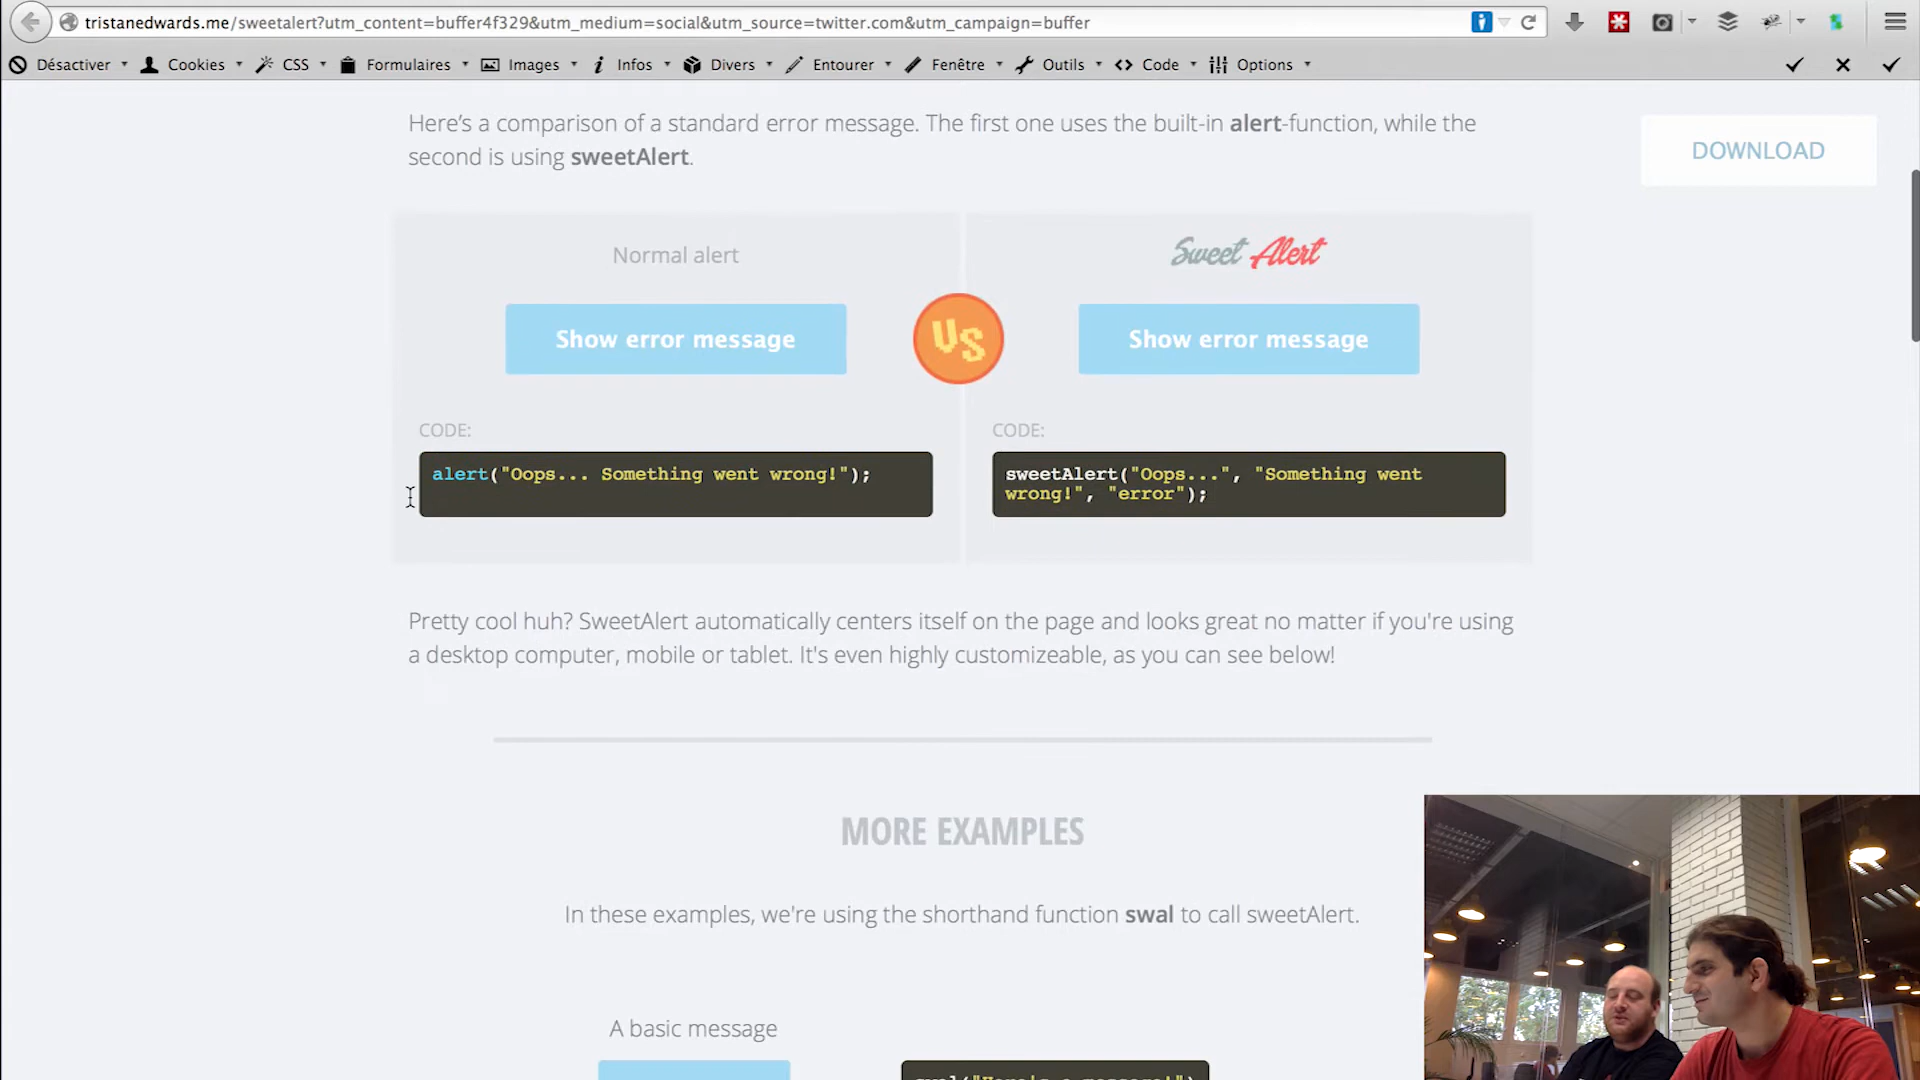 tristanedwards.me/sweetalert?utm_content=buffer4f329&utm_medium=social&utm_source=twitter.com&utm_campaign=buffer
Désactiver Cookies CSS Formulaires Images Infos Divers Entourer Fenêtre Outils Code Options
Here's a comparison of a standard error message. The first one uses the built-in alert-function, while the
second is using sweetAlert.
DOWNLOAD
Normal alert
Show error message
CODE:
alert("Oops... Something went wrong!");
VS
Sweet Alert
Show error message
CODE:
sweetAlert("Oops...", "Something went
wrong!", "error");
Pretty cool huh? SweetAlert automatically centers itself on the page and looks great no matter if you're using
a desktop computer, mobile or tablet. It's even highly customizeable, as you can see below!
MORE EXAMPLES
In these examples, we're using the shorthand function swal to call sweetAlert.
A basic message
swal("Here's a message!")